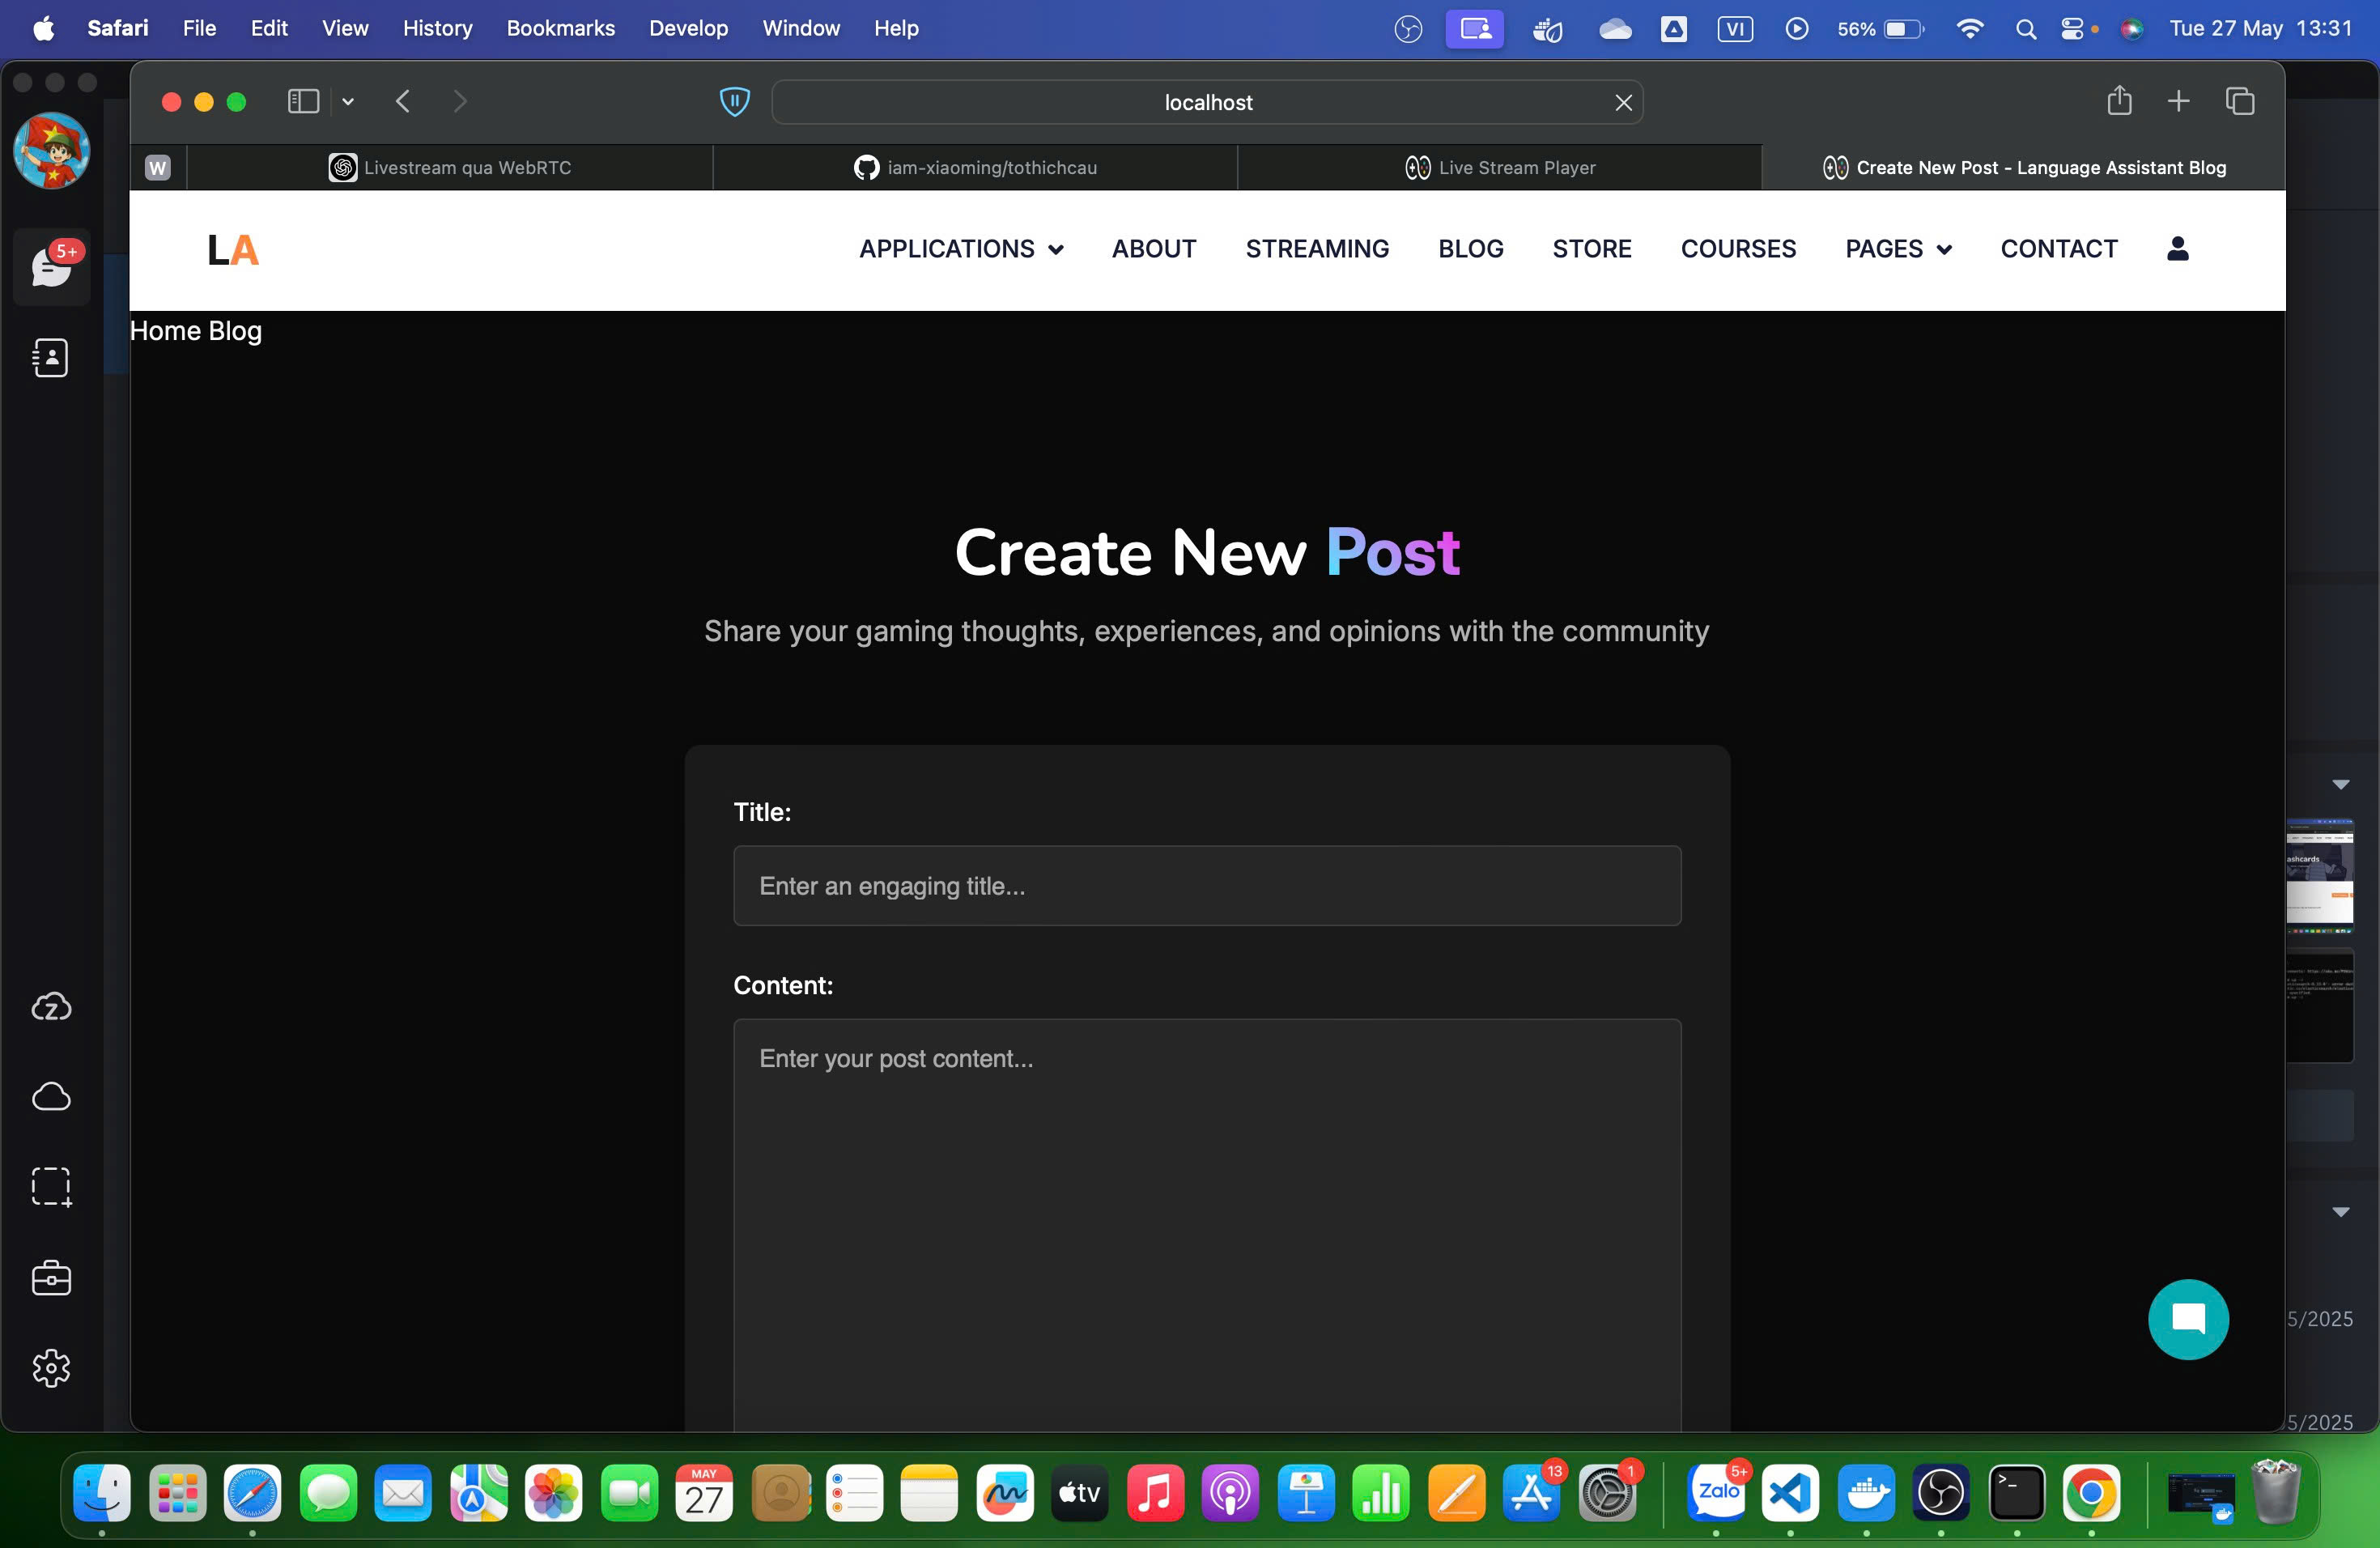 Safari File Edit View History Bookmarks Develop Window Help VI 56% Tue 27 May 13:31
localhost
W Livestream qua WebRTC iam-xiaoming/tothichcau Live Stream Player Create New Post - Language Assistant Blog
5+
LA APPLICATIONS ABOUT STREAMING BLOG STORE COURSES PAGES CONTACT
Home Blog
Create New Post
Share your gaming thoughts, experiences, and opinions with the community
Title:
Enter an engaging title...
ashcards
Content:
Enter your post content...
5/2025
5/2025
MAY
27
tv
13
1
Zalo
5+